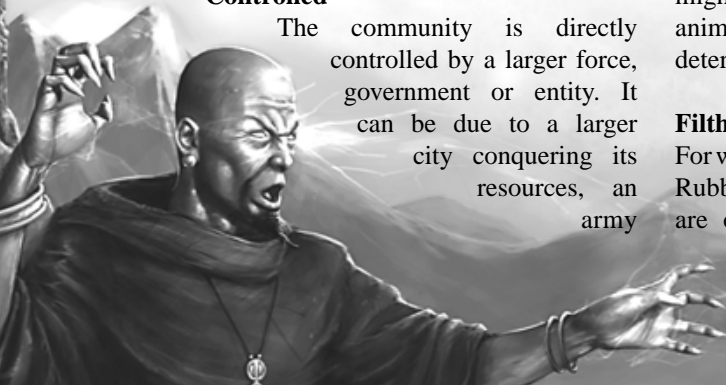 Controlled
The community is directly
controlled by a larger force,
government or entity. It
can be due to a larger
city conquering its
resources, an
army
anim
deter
Filth
For w
Rubb
are